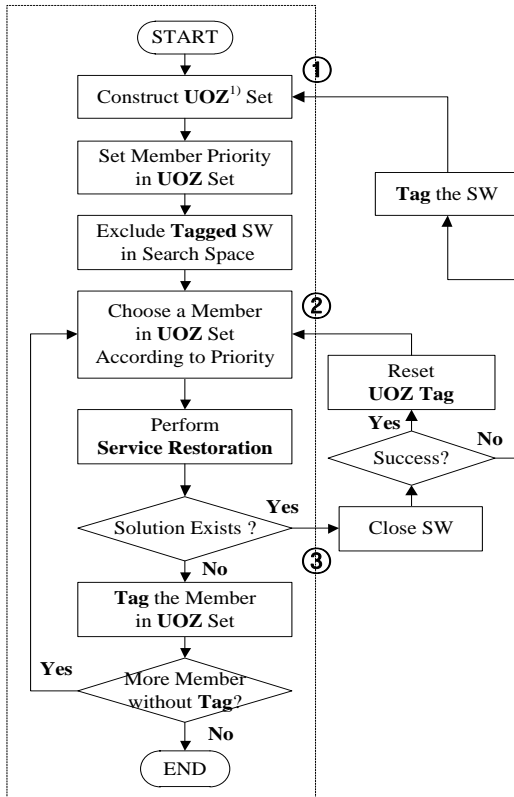 START
①
Construct UOZ1) Set
Set Member Priority
in UOZ Set
Tag the SW
Exclude Tagged SW
in Search Space
②
Choose a Member
in UOZ Set
According to Priority
Reset
UOZ Tag
Perform
Service Restoration
Yes
No
Success?
Yes
Solution Exists ?
Close SW
③
No
Tag the Member
in UOZ Set
Yes
More Member
without Tag?
No
END